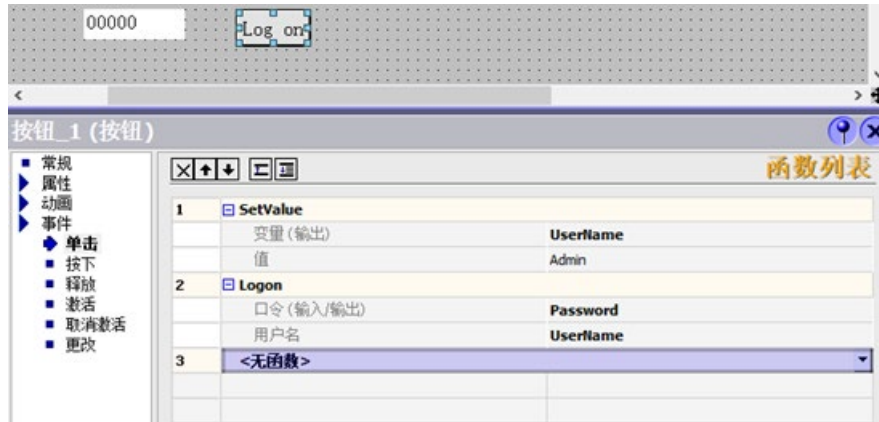 00000
Log on
按钮_1 (按钮)
常规
属性
动画
事件
单击
按下
释放
激活
取消激活
更改
函数列表
1 SetValue
变量(输出) UserName
值 Admin
2 Logon
口令(输入/输出) Password
用户名 UserName
3 <无函数>